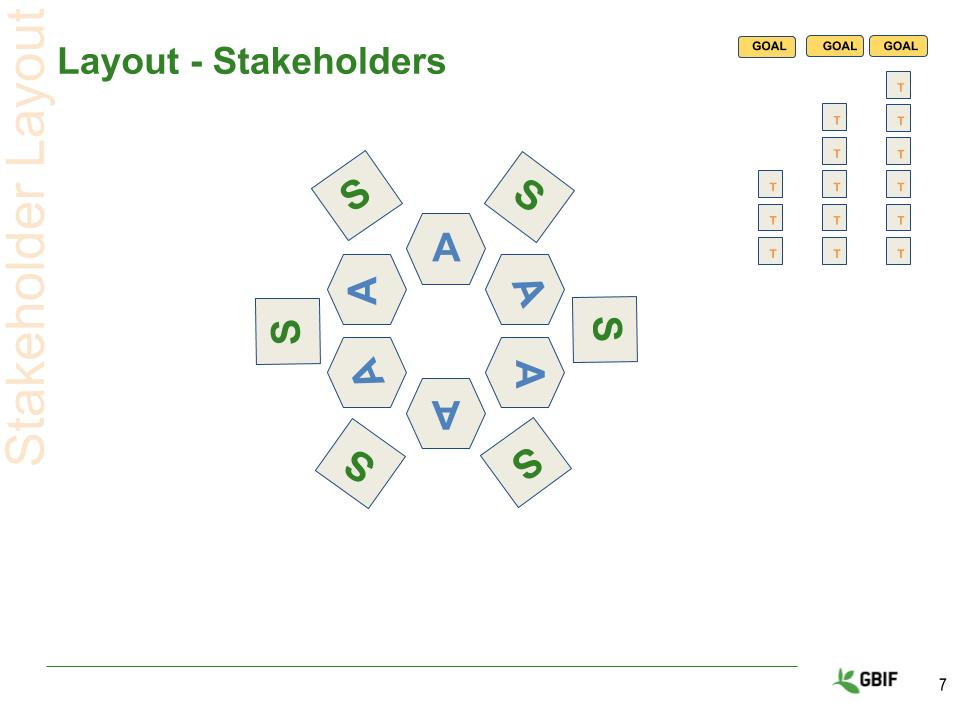 Stakeholder Layout
Layout - Stakeholders
GOAL GOAL GOAL
T
T T
T T
T T T
T T T
T T T
S S
A
A A
S S
A A
A
S S
GBIF
7